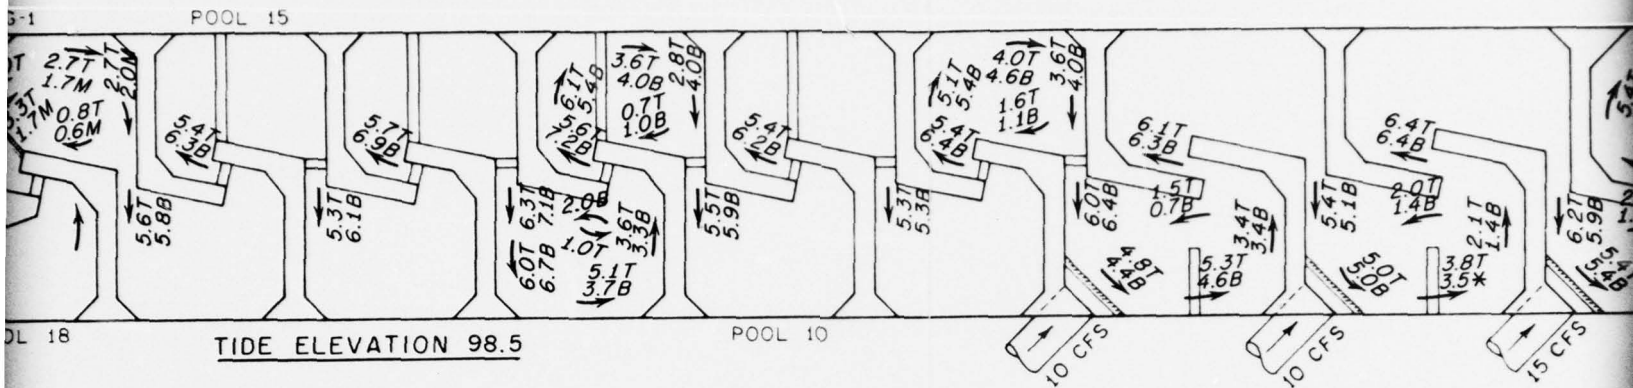 G-1
POOL 15
2.7T
1.7M
2.7T
2.0M
3.3T
1.7M
0.8T
0.6M
5.4T
6.3B
5.6T
5.8B
5.7T
6.9B
5.3T
6.1B
6.1T
5.4B
3.6T
4.0B
2.8T
4.0B
0.7T
1.0B
5.6T
7.2B
6.3T
7.1B
2.0B
1.0T
3.6T
3.3B
6.0T
6.7B
5.1T
3.7B
5.4T
6.2B
5.5T
5.9B
5.1T
5.4B
4.0T
4.6B
3.6T
4.0B
1.6T
1.1B
5.4T
6.4B
5.3T
5.3B
6.1T
6.3B
6.0T
6.4B
1.5T
0.7B
3.4T
3.4B
4.8T
4.4B
5.3T
4.6B
6.4T
6.4B
5.4T
5.1B
2.0T
1.4B
2.1T
1.4B
5.0T
5.0B
3.8T
3.5*
6.2T
5.9B
5.4B
OL 18
TIDE ELEVATION 98.5
POOL 10
10 CFS
10 CFS
15 CFS